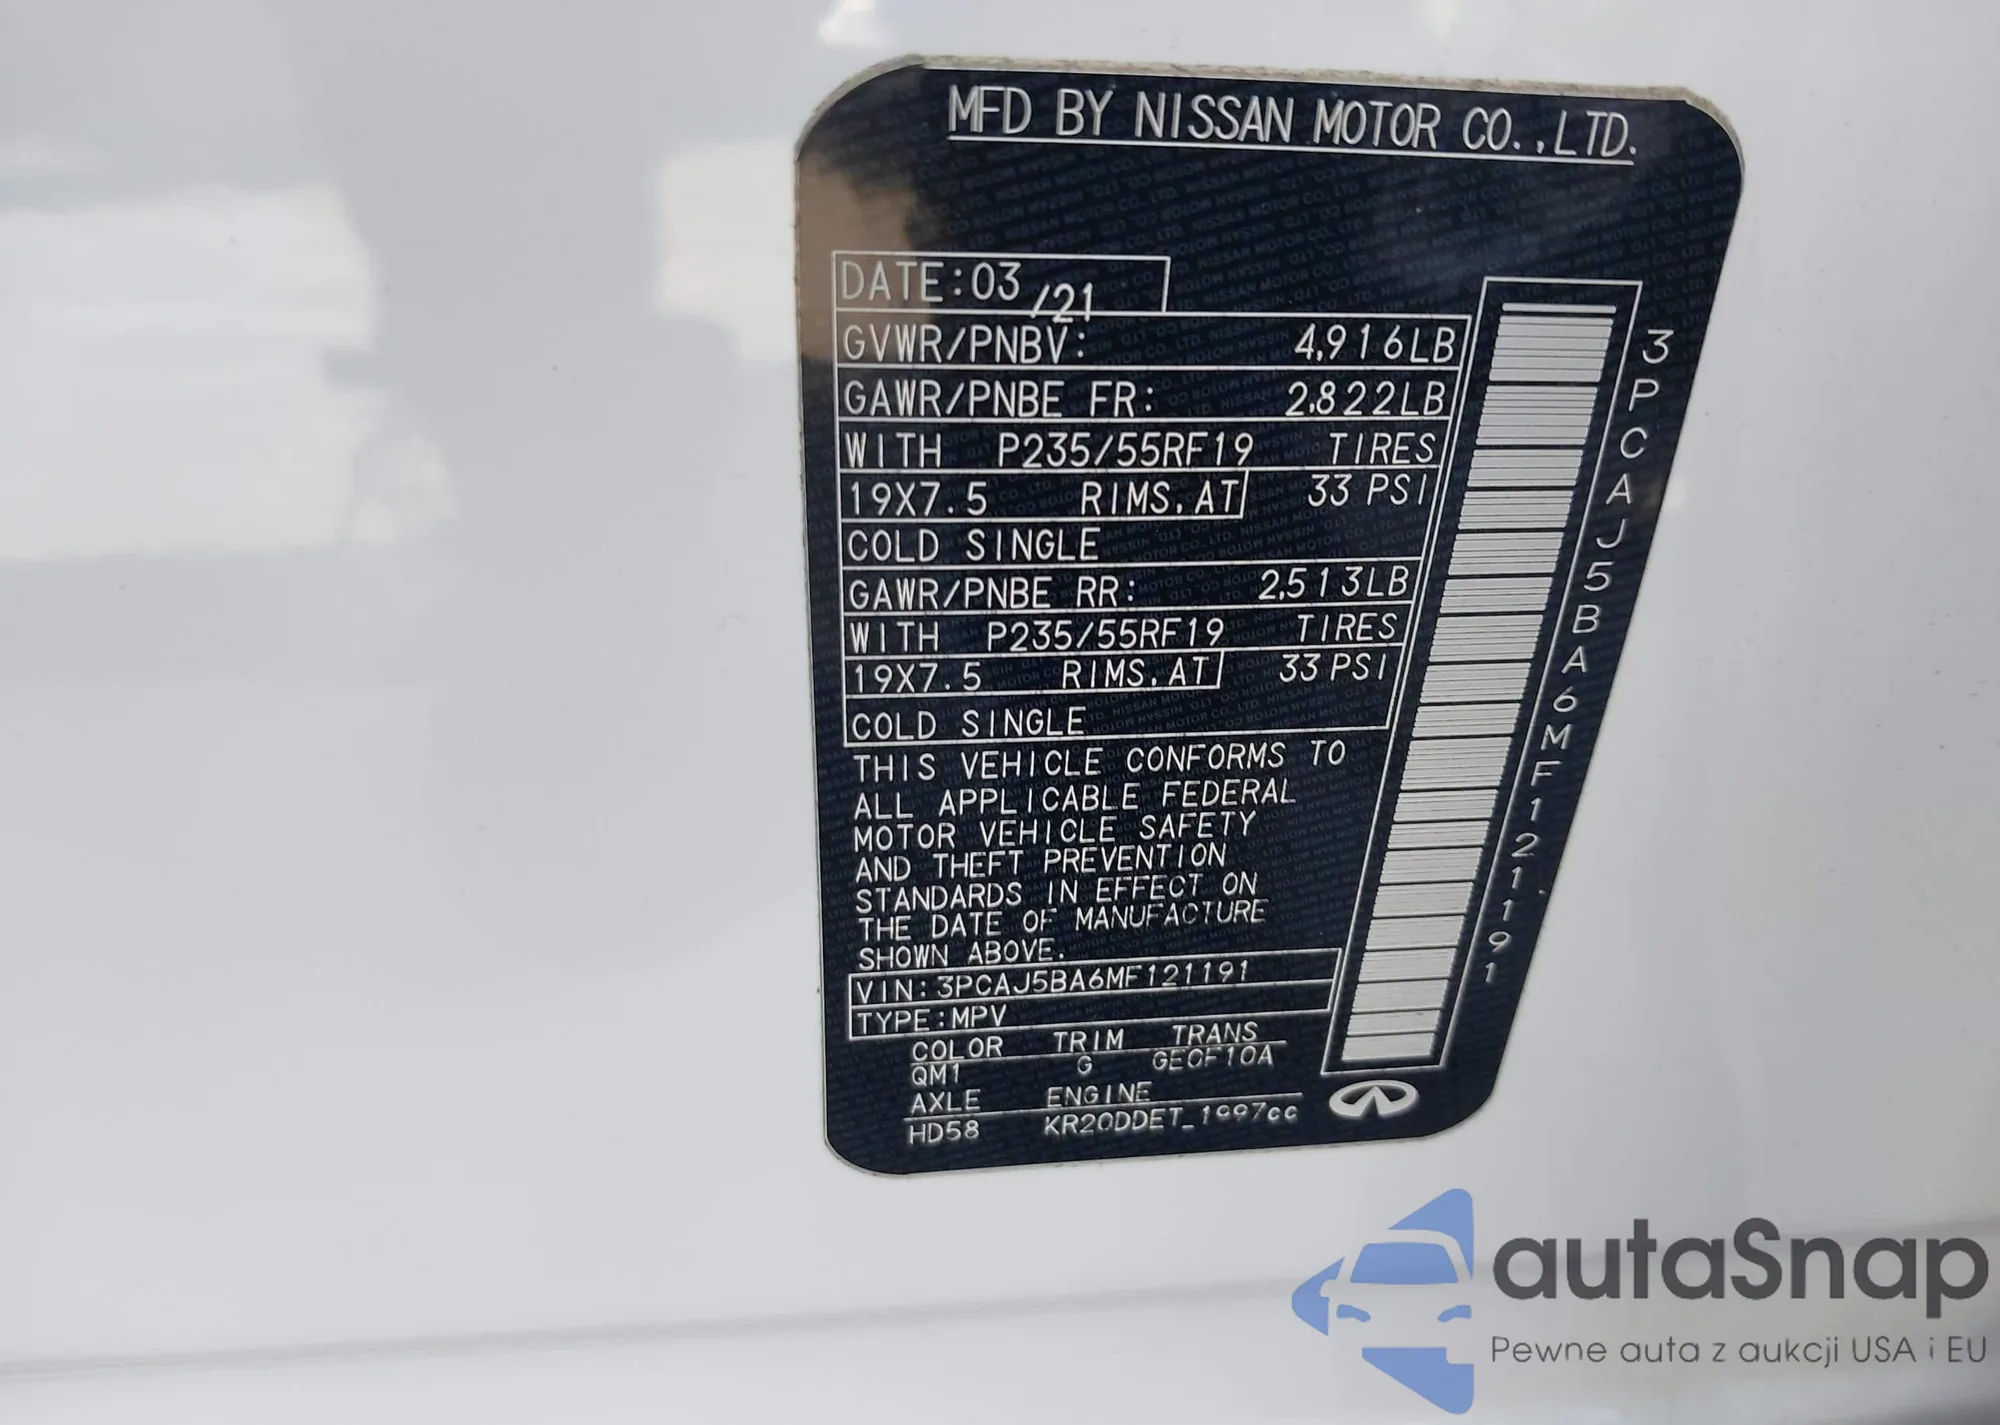 MFD BY NISSAN MOTOR CO.,LTD.
DATE:03/21
GVWR/PNBV: 4,916LB
GAWR/PNBE FR: 2,822LB
WITH P235/55RF19 TIRES
19X7.5 RIMS,AT 33 PSI
COLD SINGLE
GAWR/PNBE RR: 2,513LB
WITH P235/55RF19 TIRES
19X7.5 RIMS,AT 33 PSI
COLD SINGLE
THIS VEHICLE CONFORMS TO
ALL APPLICABLE FEDERAL
MOTOR VEHICLE SAFETY
AND THEFT PREVENTION
STANDARDS IN EFFECT ON
THE DATE OF MANUFACTURE
SHOWN ABOVE.
VIN:3PCAJ5BA6MF121191
TYPE:MPV
COLOR TRIM TRANS
QM1 G GE0F10A
AXLE ENGINE
HD58 KR20DDET_1997cc
3PCAJ5BA6MF121191
autaSnap
Pewne auta z aukcji USA i EU